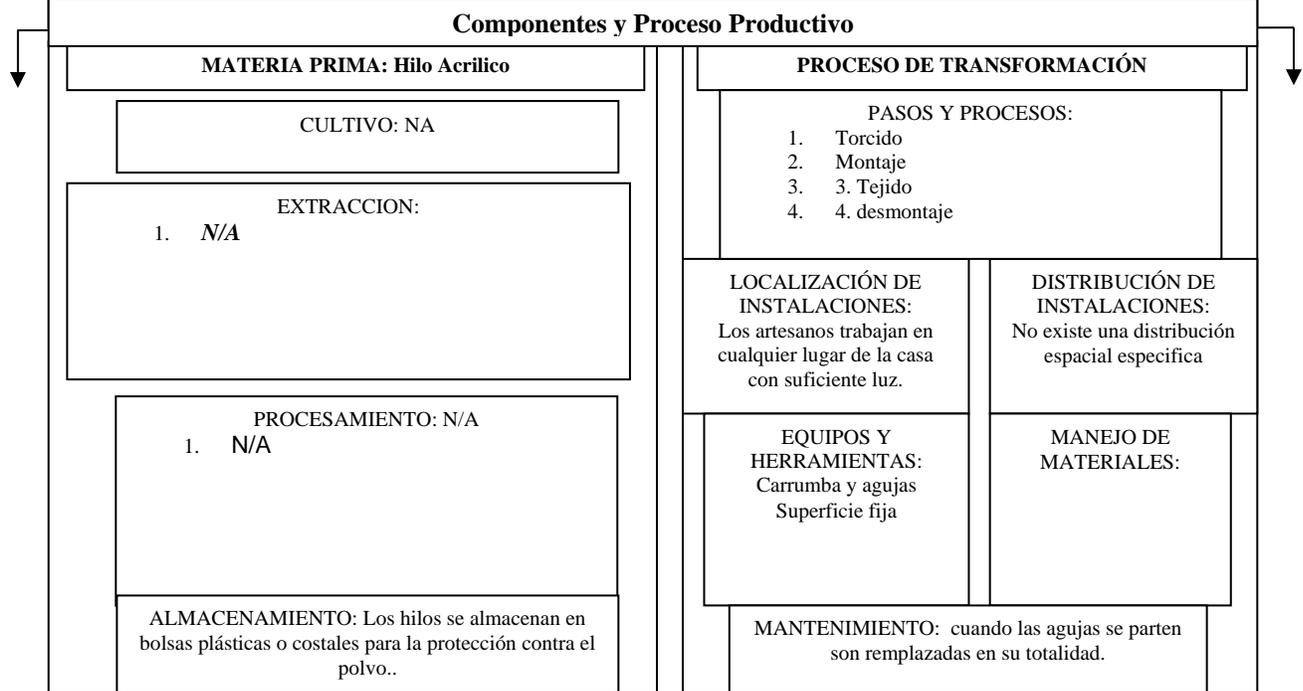 Componentes y Proceso Productivo
MATERIA PRIMA: Hilo Acrilico
CULTIVO: NA
EXTRACCION:
1. N/A
PROCESAMIENTO: N/A
1. N/A
ALMACENAMIENTO: Los hilos se almacenan en
bolsas plásticas o costales para la protección contra el
polvo..
PROCESO DE TRANSFORMACIÓN
PASOS Y PROCESOS:
1. Torcido
2. Montaje
3. 3. Tejido
4. 4. desmontaje
LOCALIZACIÓN DE
INSTALACIONES:
Los artesanos trabajan en
cualquier lugar de la casa
con suficiente luz.
DISTRIBUCIÓN DE
INSTALACIONES:
No existe una distribución
espacial especifica
EQUIPOS Y
HERRAMIENTAS:
Carrumba y agujas
Superficie fija
MANEJO DE
MATERIALES:
MANTENIMIENTO: cuando las agujas se parten
son remplazadas en su totalidad.